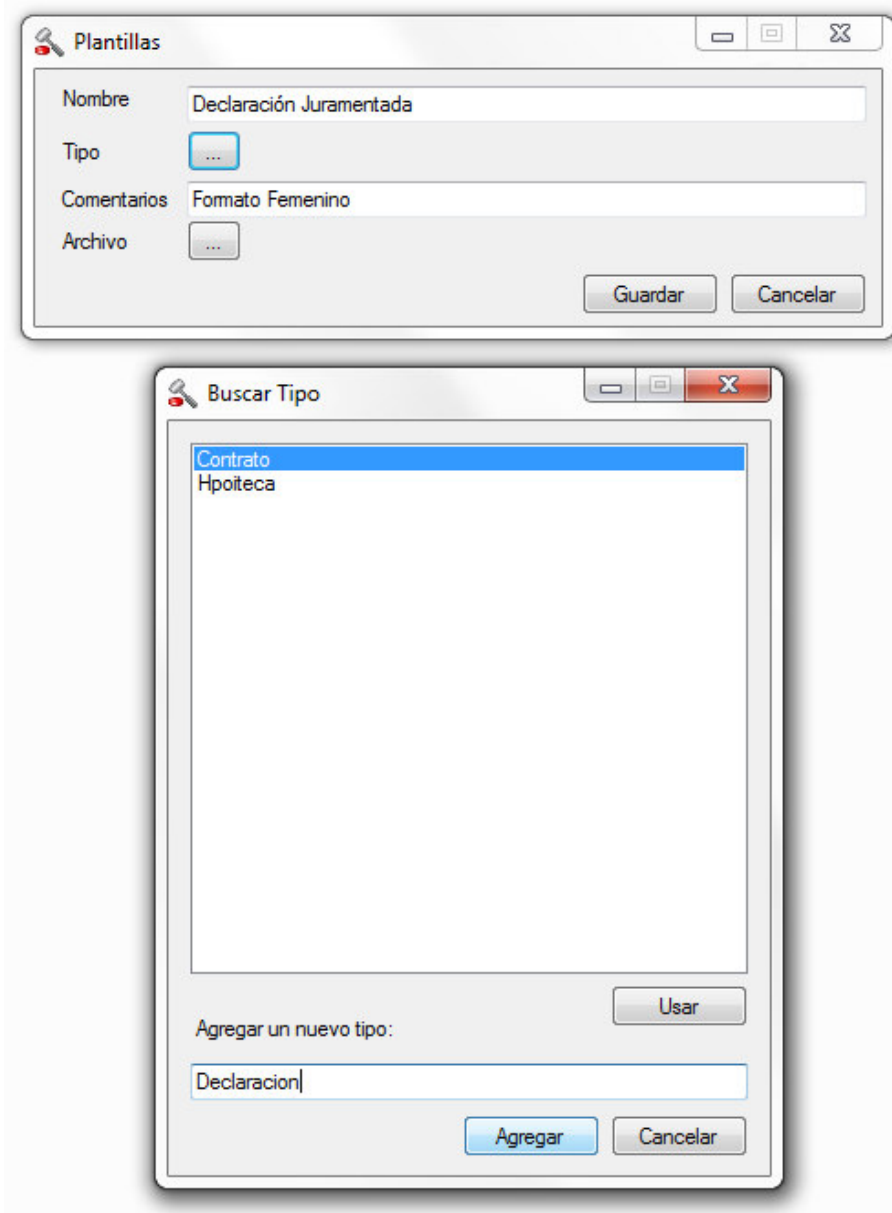 Plantillas
Nombre Declaración Juramentada
Tipo ...
Comentarios Formato Femenino
Archivo ...
Guardar Cancelar
Buscar Tipo
Contrato
Hpoiteca
Usar
Agregar un nuevo tipo:
Declaracion
Agregar Cancelar